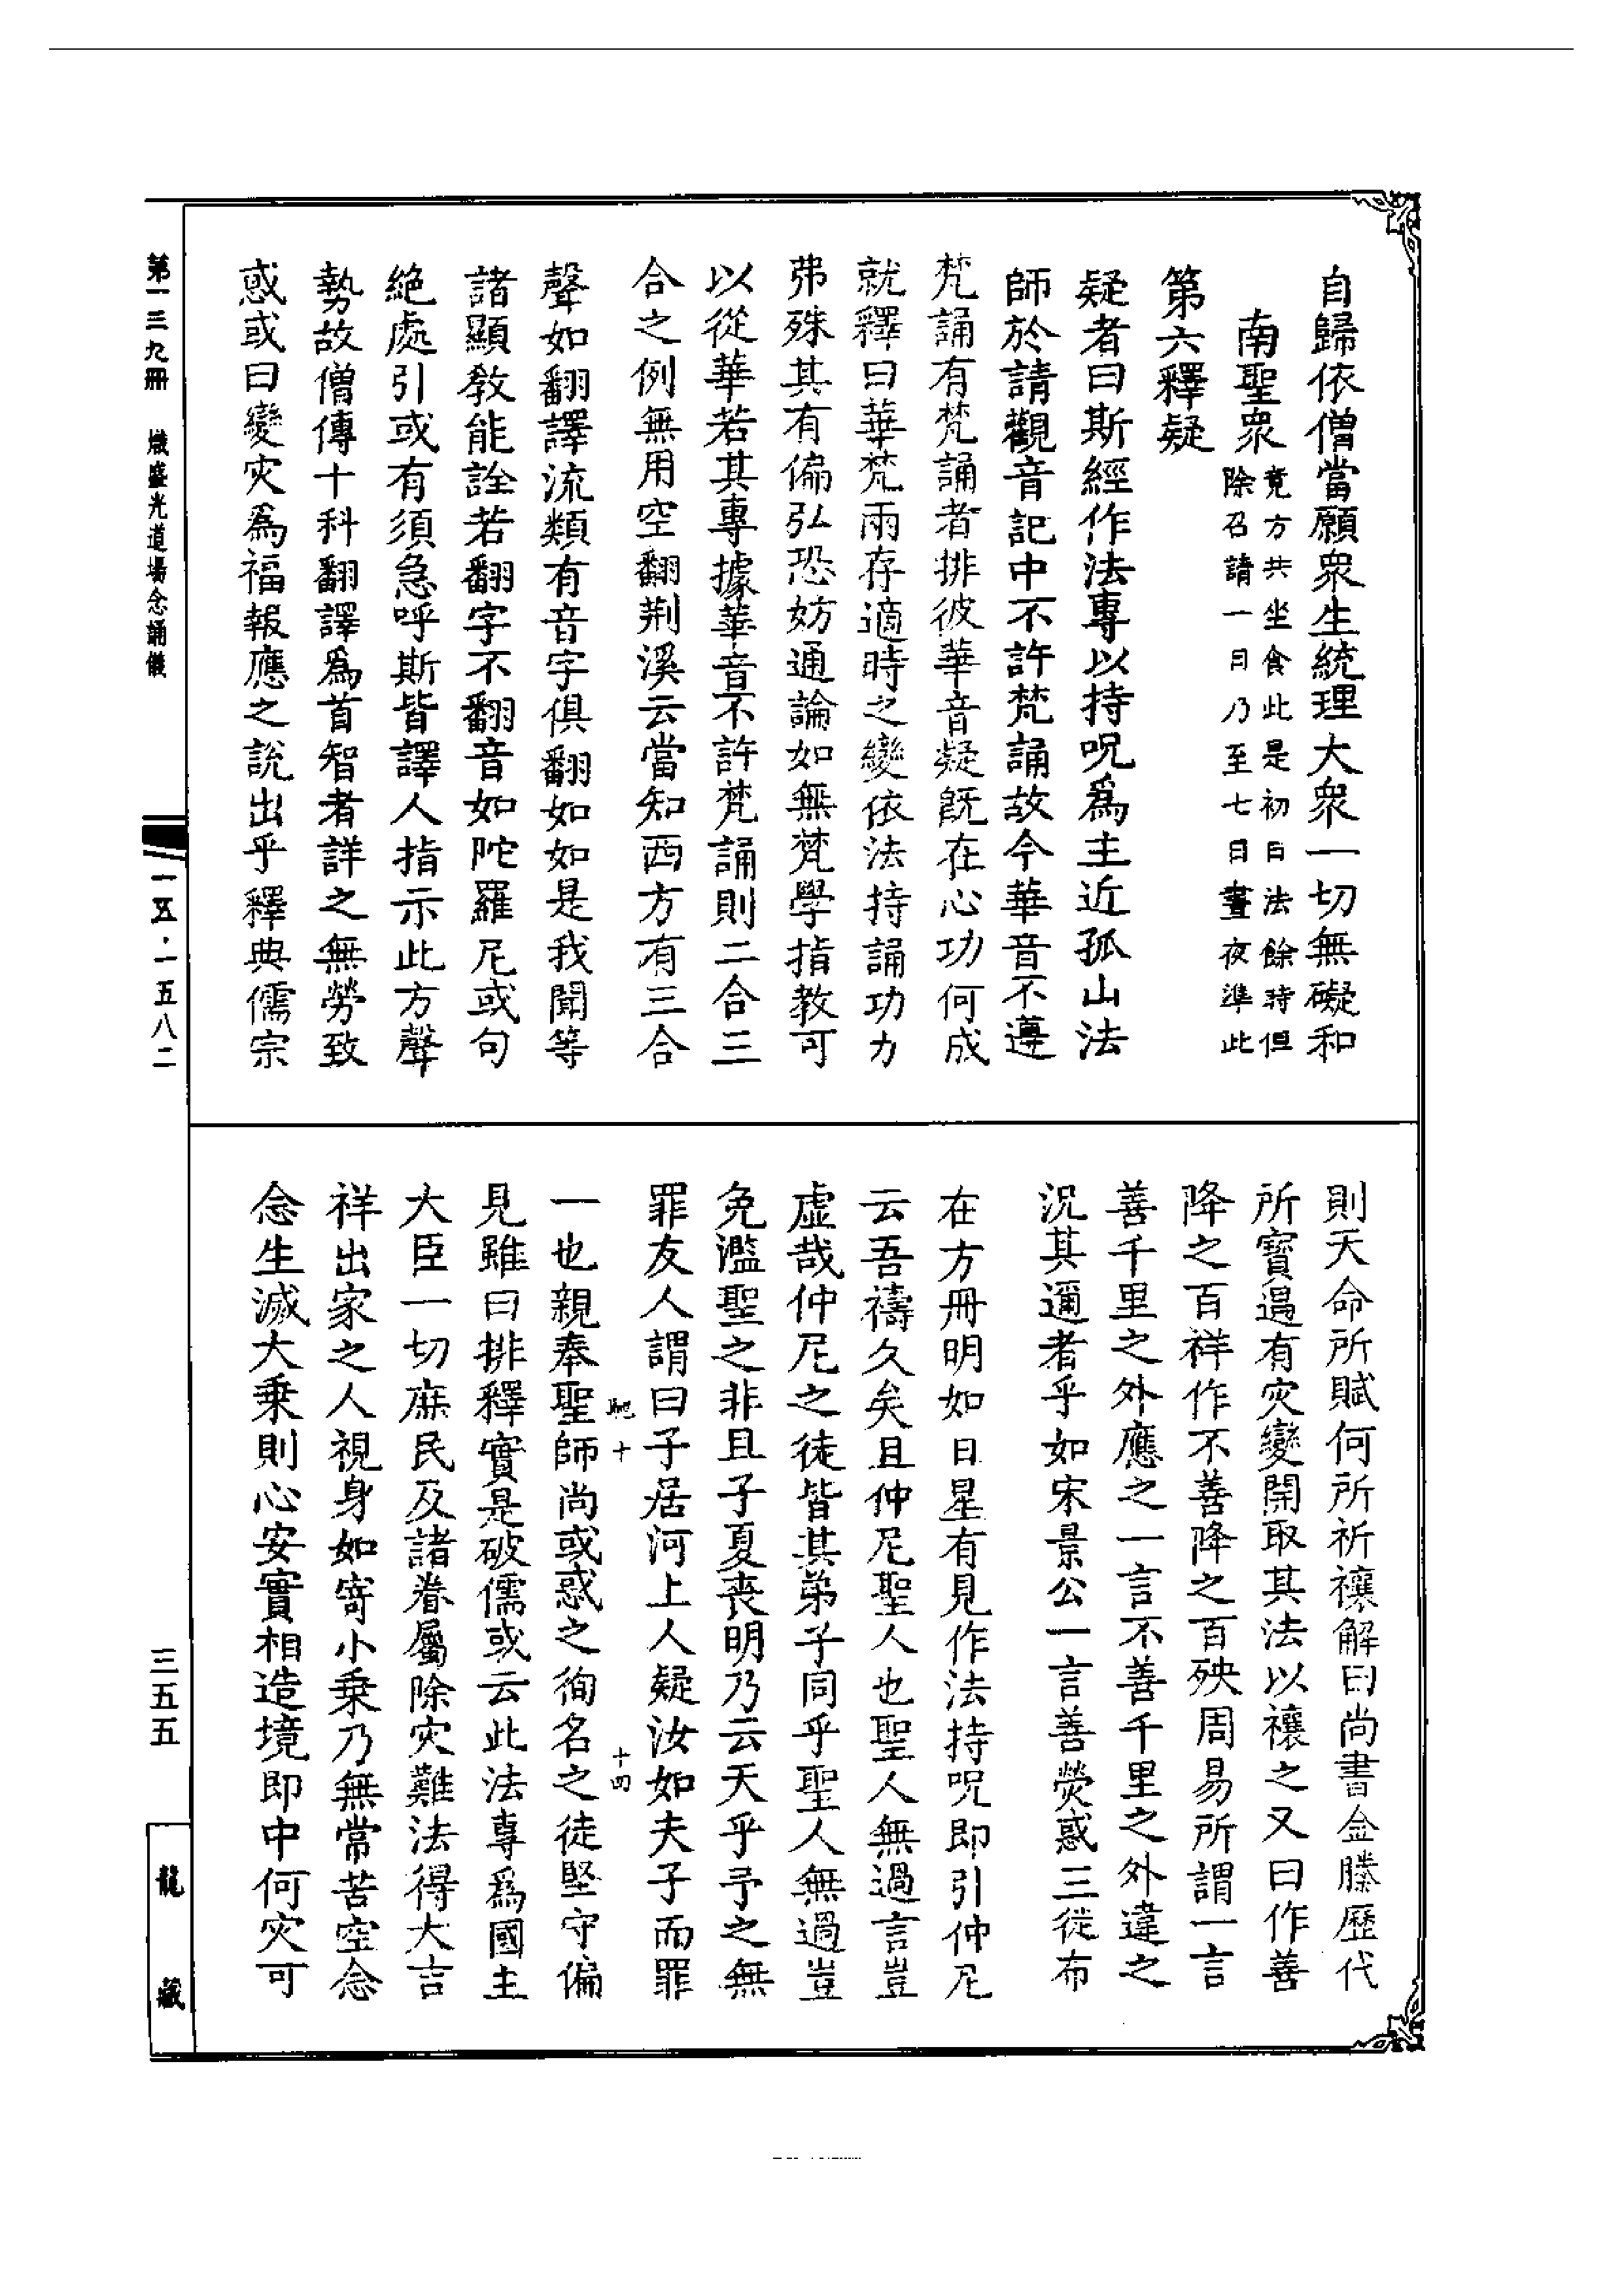 自歸依僧當願衆生統理大衆一切無礙和
南聖衆竟方共坐食此是初日法餘時但
除召請一日乃至七日晝夜準此
第六釋疑
疑者曰斯經作法專以持呪爲主近孤山法
師於請觀音記中不許梵誦故今華音不遵
梵誦有梵誦者排彼華音疑旣在心功何成
就釋曰華梵兩存適時之變依法持誦功力
弗殊其有偏弘恐妨通論如無梵學指教可
以從華若其專據華音不許梵誦則二合三
合之例無用空翻荆溪云當知西方有三合
聲如翻譯流類有音字俱翻如如是我聞等
諸顯教能詮若翻字不翻音如陀羅尼或句
絶處引或有須急呼斯皆譯人指示此方聲
勢故僧傳十科翻譯爲首智者詳之無勞致
惑或曰變灾爲福報應之說出乎釋典儒宗
則天命所賦何所祈禳解曰尚書金縢歷代
所寶遇有灾變開取其法以禳之又曰作善
降之百祥作不善降之百殃周易所謂一言
善千里之外應之一言不善千里之外違之
況其邇者乎如宋景公一言善熒惑三徙布
在方冊明如日星有見作法持呪即引仲尼
云吾禱久矣且仲尼聖人也聖人無過言豈
虛哉仲尼之徒皆其弟子同乎聖人無過豈
免濫聖之非且子夏喪明乃云天乎予之無
罪友人謂曰子居河上人疑汝如夫子而罪
馳十 十四
一也親奉聖師尚或惑之徇名之徒堅守偏
見雖曰排釋實是破儒或云此法專爲國主
大臣一切庶民及諸眷屬除灾難法得大吉
祥出家之人視身如寄小乗乃無常苦空念
念生滅大乗則心安實相造境即中何灾可
第一三九冊 熾盛光道場念誦儀
一五·一五八二
三五五
龍藏